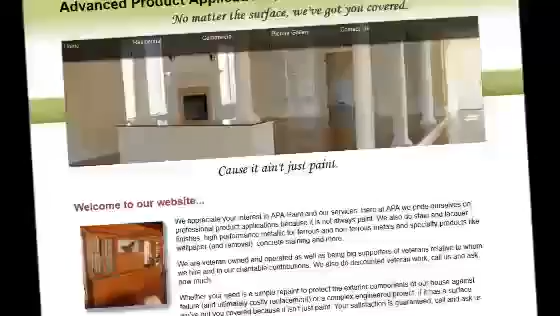 Advanced Product
No matter the surface, we've got you covered.
Home Residential Commercial Picture Gallery Contact Us
Cause it ain't just paint.
Welcome to our website...
We appreciate your interest in APA Paint and our services. Here at APA we pride ourselves on
professional product applications because it is not always paint. We also do stain and lacquer
finishes, high performance metallic for ferrous and non ferrous metals and specialty products like
wallpaper (and removal), concrete staining and more.
We are veteran owned and operated as well as being big supporters of veterans relative to whom
we hire and in our charitable contributions. We also do discounted veteran work, call us and ask
how much.
Whether your need is a simple repaint to protect the exterior components of our house against
failure (and ultimately costly replacement) or a complex engineered project, if it has a surface
we've got you covered because it isn't just paint. Your satisfaction is guaranteed, call and ask us